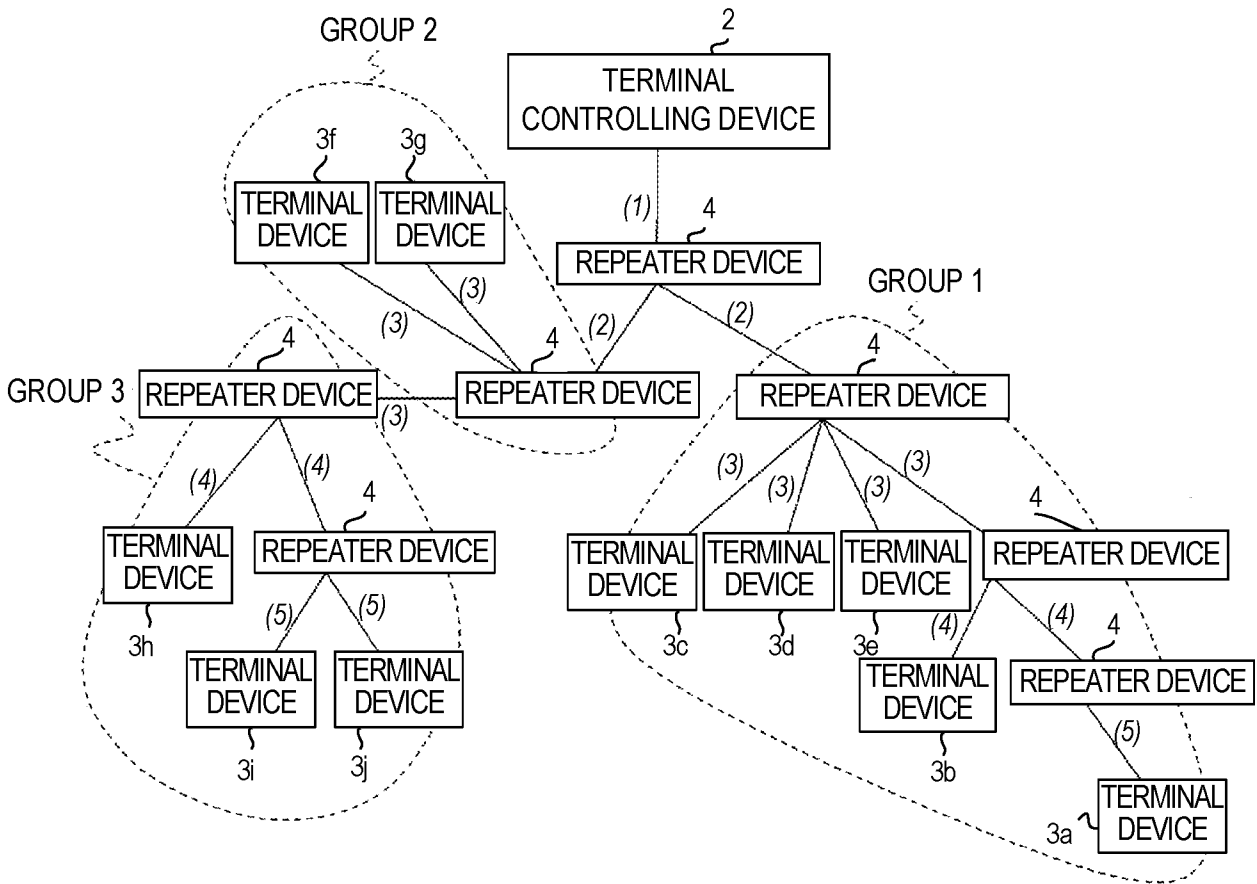 GROUP 2
2
TERMINAL
CONTROLLING DEVICE
3f
3g
TERMINAL
DEVICE
TERMINAL
DEVICE
(1)
4
REPEATER DEVICE
GROUP 1
(3)
(3)
(2)
(2)
4
4
4
GROUP 3
REPEATER DEVICE
(3)
REPEATER DEVICE
REPEATER DEVICE
(4)
(4)
(3)
(3)
(3)
(3)
4
4
TERMINAL
DEVICE
REPEATER DEVICE
TERMINAL
DEVICE
TERMINAL
DEVICE
TERMINAL
DEVICE
REPEATER DEVICE
3h
(5)
(5)
3c
3d
3e
(4)
(4)
4
TERMINAL
DEVICE
TERMINAL
DEVICE
TERMINAL
DEVICE
REPEATER DEVICE
3i
3j
3b
(5)
TERMINAL
DEVICE
3a